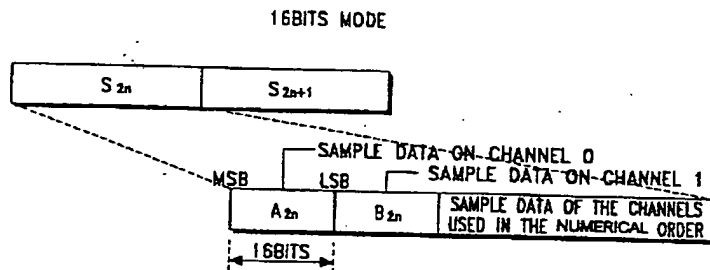 16BITS MODE
S2n S2n+1
SAMPLE DATA ON CHANNEL 0
SAMPLE DATA ON CHANNEL 1
MSB LSB
A2n B2n SAMPLE DATA OF THE CHANNELS
USED IN THE NUMERICAL ORDER
16BITS